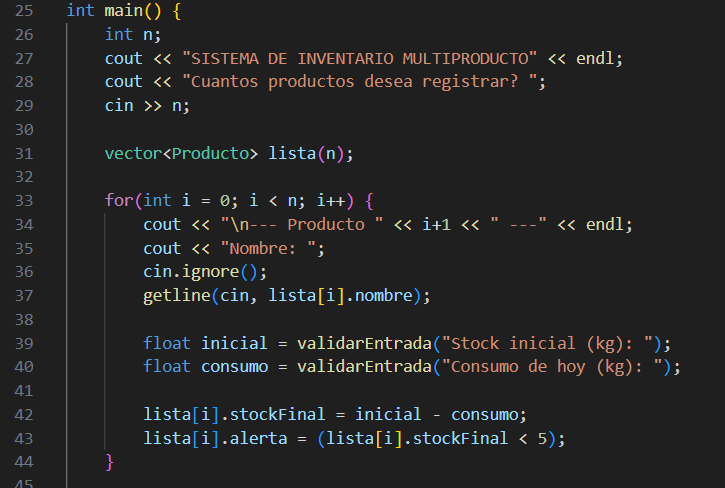 25 int main() {
26     int n;
27     cout << "SISTEMA DE INVENTARIO MULTIPRODUCTO" << endl;
28     cout << "Cuantos productos desea registrar? ";
29     cin >> n;
30
31     vector<Producto> lista(n);
32
33     for(int i = 0; i < n; i++) {
34         cout << "\n--- Producto " << i+1 << " ---" << endl;
35         cout << "Nombre: ";
36         cin.ignore();
37         getline(cin, lista[i].nombre);
38
39         float inicial = validarEntrada("Stock inicial (kg): ");
40         float consumo = validarEntrada("Consumo de hoy (kg): ");
41
42         lista[i].stockFinal = inicial - consumo;
43         lista[i].alerta = (lista[i].stockFinal < 5);
44     }
45